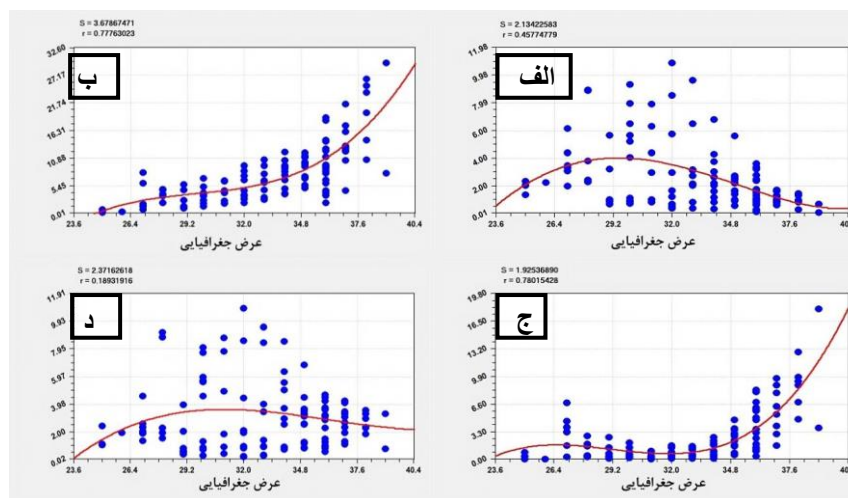 S = 2.13422583
r = 0.45774779
الف
11.98
9.98
7.99
6.00
4.00
2.00
0.01
23.6 26.4 29.2 32.0 34.8 37.6 40.4
عرض جغرافیایی
S = 3.67867471
r = 0.77763023
ب
32.60
27.17
21.74
16.31
10.88
5.45
0.01
23.6 26.4 29.2 32.0 34.8 37.6 40.4
عرض جغرافیایی
S = 1.92536890
r = 0.78015428
ج
19.80
16.50
13.20
9.90
6.60
3.30
0.00
23.6 26.4 29.2 32.0 34.8 37.6 40.4
عرض جغرافیایی
S = 2.37162618
r = 0.18931916
د
11.91
9.93
7.95
5.97
3.98
2.00
0.02
23.6 26.4 29.2 32.0 34.8 37.6 40.4
عرض جغرافیایی